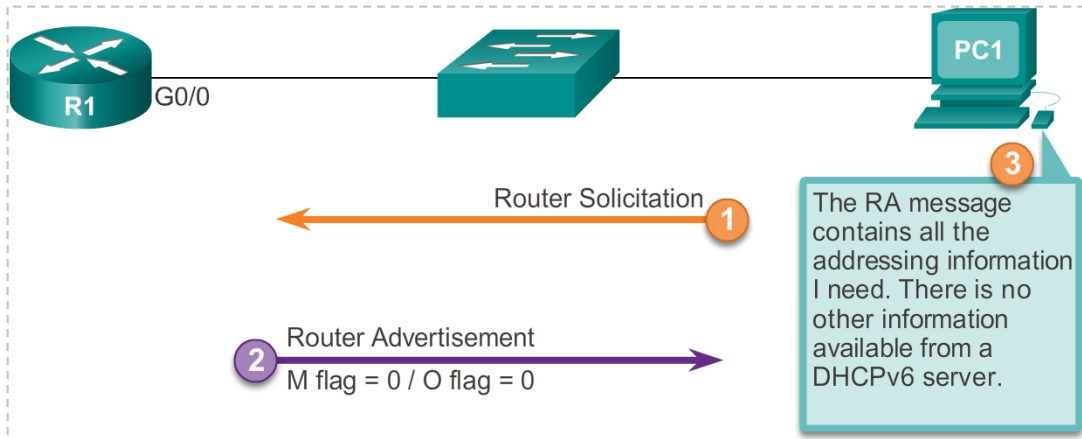 R1
G0/0
PC1
Router Solicitation
1
2
Router Advertisement
M flag = 0 / O flag = 0
3
The RA message
contains all the
addressing information
I need. There is no
other information
available from a
DHCPv6 server.